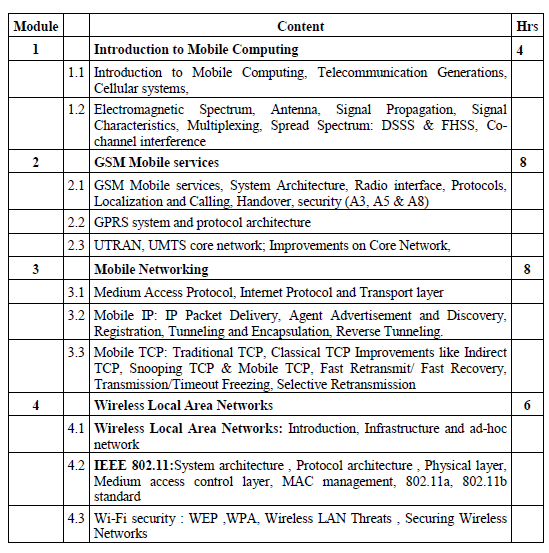 Module Content Hrs
1 Introduction to Mobile Computing 4
1.1 Introduction to Mobile Computing, Telecommunication Generations,
Cellular systems,
1.2 Electromagnetic Spectrum, Antenna, Signal Propagation, Signal
Characteristics, Multiplexing, Spread Spectrum: DSSS & FHSS, Co-
channel interference
2 GSM Mobile services 8
2.1 GSM Mobile services, System Architecture, Radio interface, Protocols,
Localization and Calling, Handover, security (A3, A5 & A8)
2.2 GPRS system and protocol architecture
2.3 UTRAN, UMTS core network; Improvements on Core Network,
3 Mobile Networking 8
3.1 Medium Access Protocol, Internet Protocol and Transport layer
3.2 Mobile IP: IP Packet Delivery, Agent Advertisement and Discovery,
Registration, Tunneling and Encapsulation, Reverse Tunneling.
3.3 Mobile TCP: Traditional TCP, Classical TCP Improvements like Indirect
TCP, Snooping TCP & Mobile TCP, Fast Retransmit/ Fast Recovery,
Transmission/Timeout Freezing, Selective Retransmission
4 Wireless Local Area Networks 6
4.1 Wireless Local Area Networks: Introduction, Infrastructure and ad-hoc
network
4.2 IEEE 802.11:System architecture , Protocol architecture , Physical layer,
Medium access control layer, MAC management, 802.11a, 802.11b
standard
4.3 Wi-Fi security : WEP ,WPA, Wireless LAN Threats , Securing Wireless
Networks